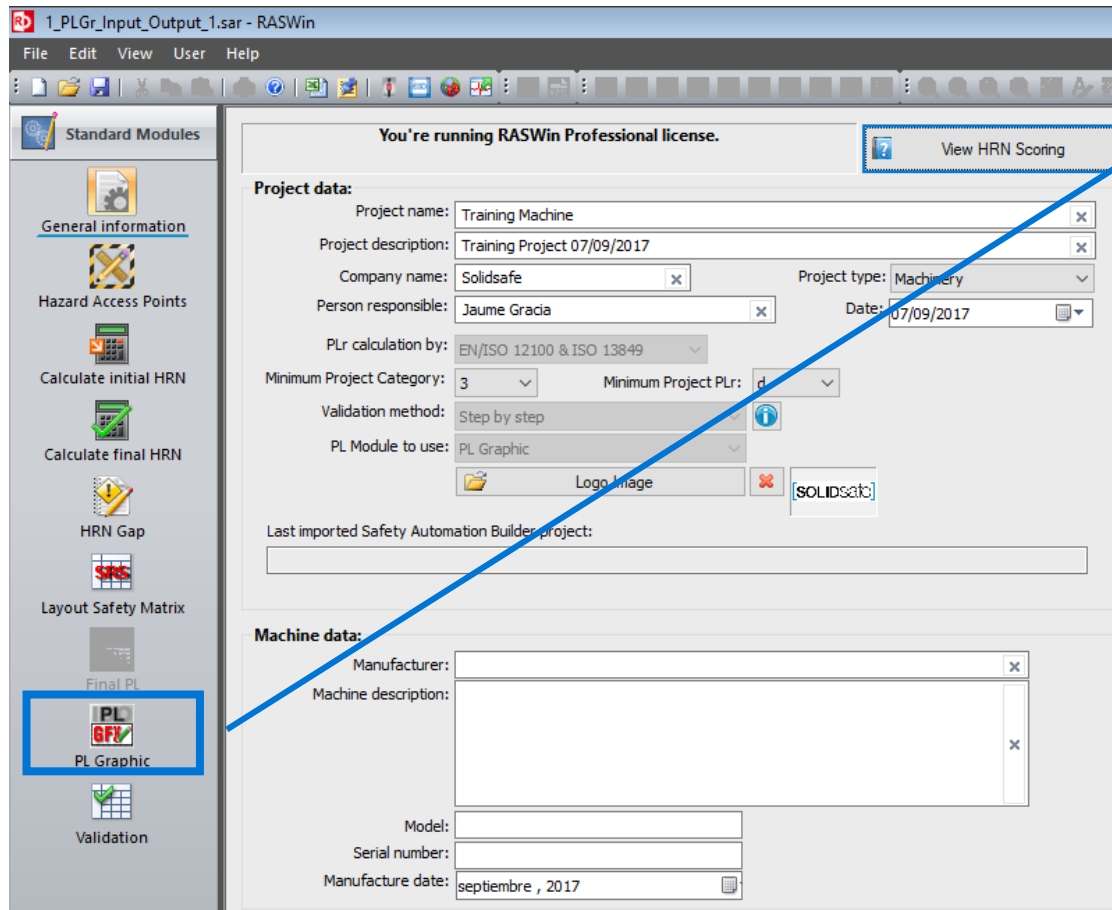 1_PLGr_Input_Output_1.sar - RASWin
File Edit View User Help
Standard Modules
General information
Hazard Access Points
Calculate initial HRN
Calculate final HRN
HRN Gap
SRS
Layout Safety Matrix
Final PL
PL
GFX
PL Graphic
Validation
You're running RASWin Professional license.
View HRN Scoring
Project data:
Project name: Training Machine
Project description: Training Project 07/09/2017
Company name: Solidsafe Project type: Machinery
Person responsible: Jaume Gracia Date: 07/09/2017
PLr calculation by: EN/ISO 12100 & ISO 13849
Minimum Project Category: 3 Minimum Project PLr: d
Validation method: Step by step
PL Module to use: PL Graphic
Logo Image [SOLIDsafe]
Last imported Safety Automation Builder project:
Machine data:
Manufacturer:
Machine description:
Model:
Serial number:
Manufacture date: septiembre , 2017